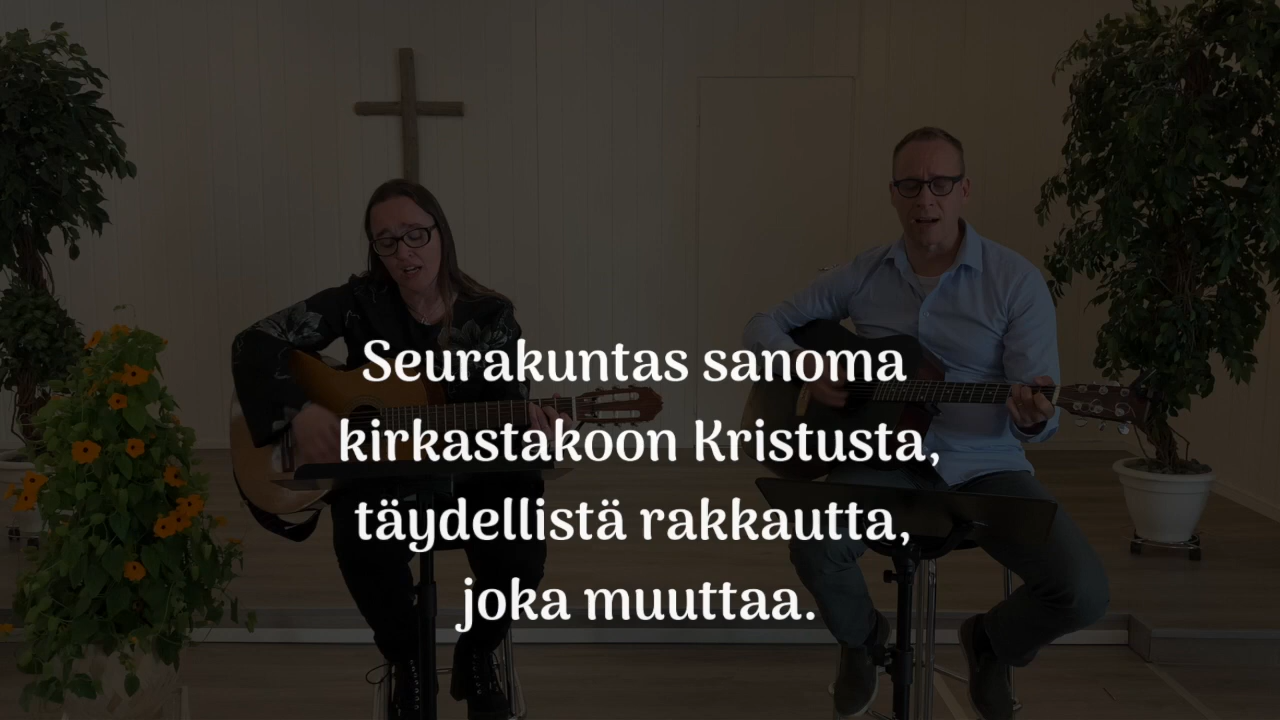 Seurakuntas sanoma
kirkastakoon Kristusta,
täydellistä rakkautta,
joka muuttaa.